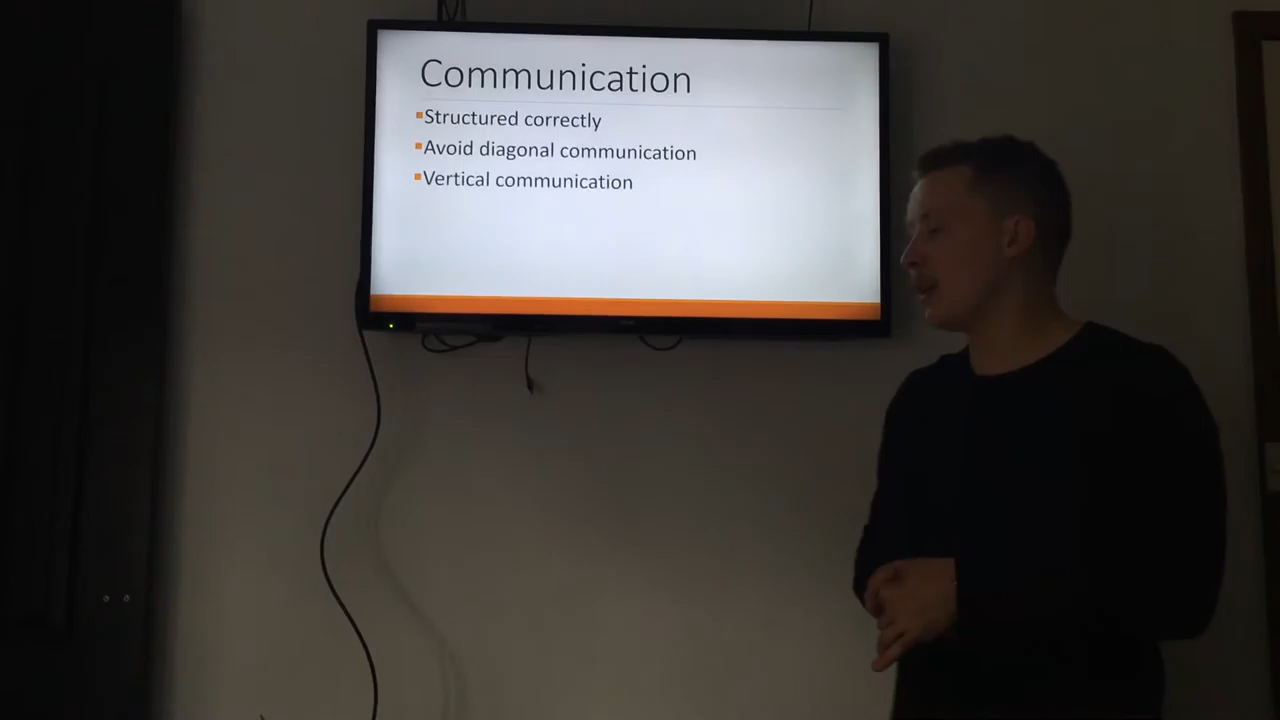 Communication
Structured correctly
Avoid diagonal communication
Vertical communication